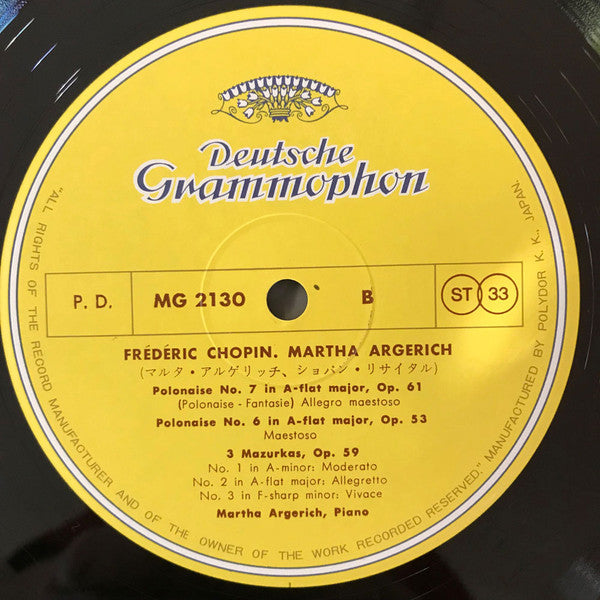 Deutsche
Grammophon
P. D.
MG 2130
B
ST 33
FRÉDÉRIC CHOPIN. MARTHA ARGERICH
(マルタ・アルゲリッチ、ショパン・リサイタル)
Polonaise No. 7 in A-flat major, Op. 61
(Polonaise - Fantasie) Allegro maestoso
Polonaise No. 6 in A-flat major, Op. 53
Maestoso
3 Mazurkas, Op. 59
No. 1 in A-minor: Moderato
No. 2 in A-flat major: Allegretto
No. 3 in F-sharp minor: Vivace
Martha Argerich, Piano
"ALL RIGHTS OF THE RECORD MANUFACTURER AND OF THE OWNER OF THE WORK RECORDED RESERVED." MANUFACTURED BY POLYDOR K. K., JAPAN.